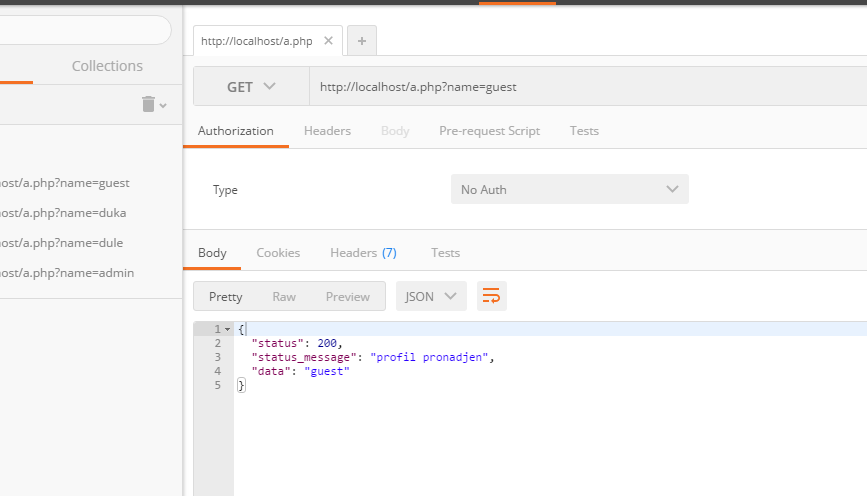 Collections
ost/a.php?name=guest
ost/a.php?name=duka
ost/a.php?name=dule
ost/a.php?name=admin
http://localhost/a.php × +
GET http://localhost/a.php?name=guest
Authorization Headers Body Pre-request Script Tests
Type No Auth
Body Cookies Headers (7) Tests
Pretty Raw Preview JSON
1 {
2 "status": 200,
3 "status_message": "profil pronadjen",
4 "data": "guest"
5 }